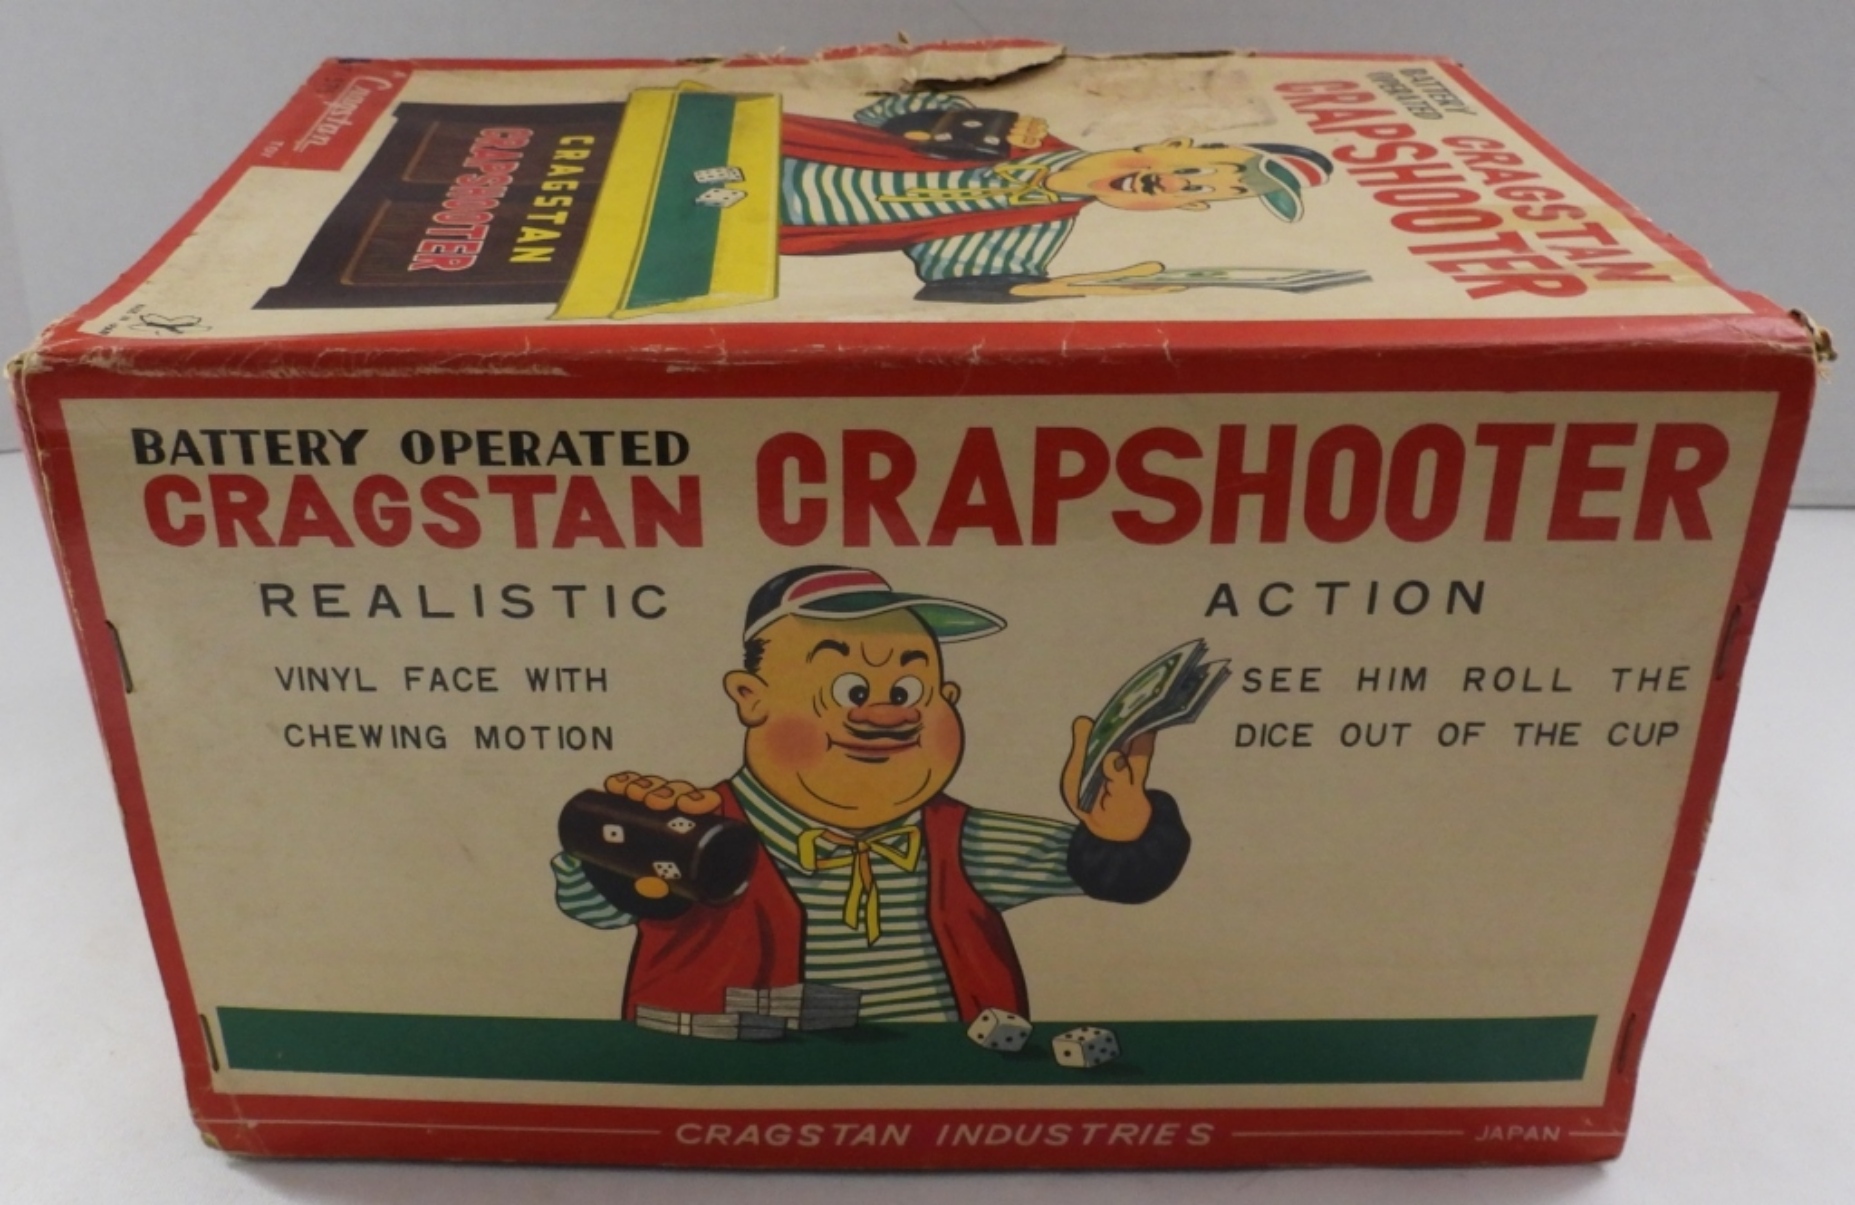 Cragstan
TOY
CRAGSTAN
CRAPSHOOTER
BATTERY
OPERATED
CRAGSTAN
CRAPSHOOTER
BATTERY OPERATED
CRAGSTAN CRAPSHOOTER
REALISTIC ACTION
VINYL FACE WITH
CHEWING MOTION
SEE HIM ROLL THE
DICE OUT OF THE CUP
CRAGSTAN INDUSTRIES
JAPAN